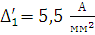 Δ′₁ = 5,5 А/мм²